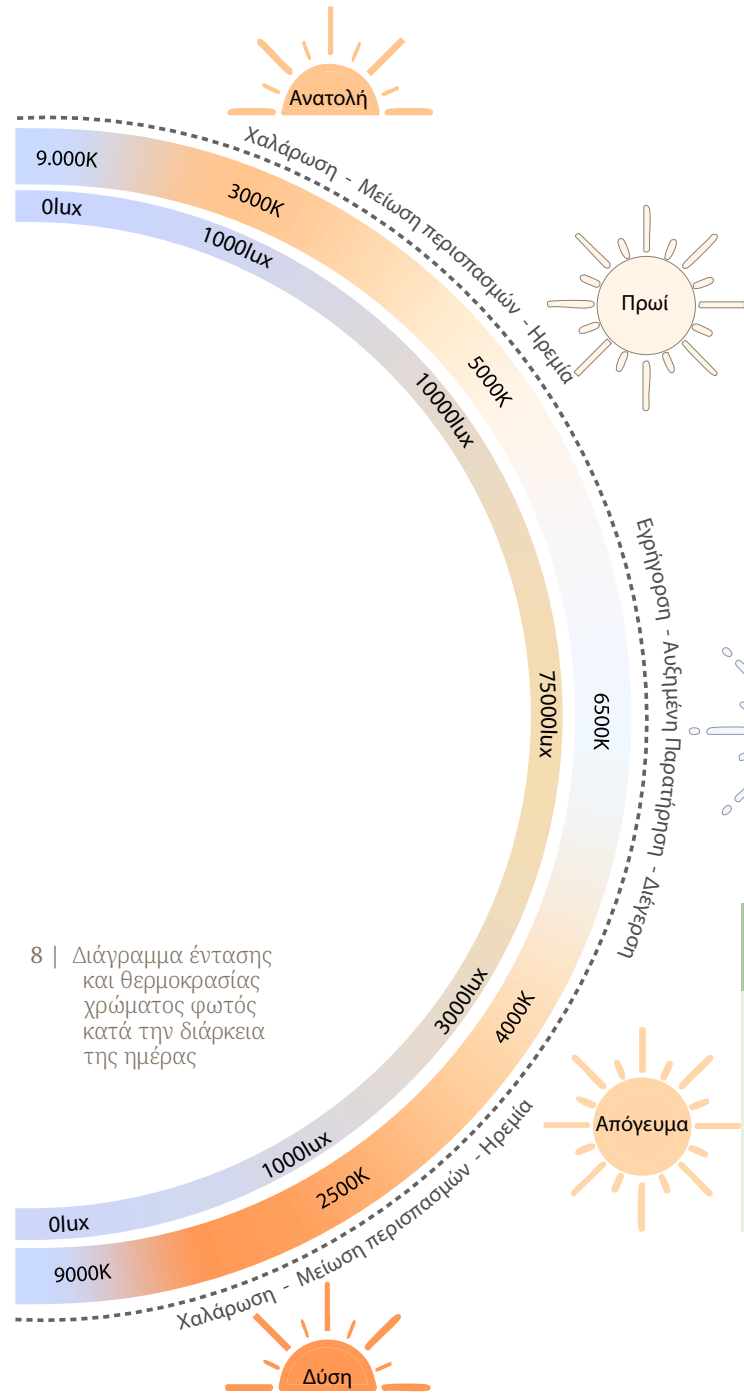 Ανατολή
Χαλάρωση - Μείωση περισπασμών - Ηρεμία
9.000K
3000K
0lux
1000lux
Πρωί
5000K
10000lux
Εγρήγορση - Αυξημένη Παρατήρηση - Διέγερση
75000lux
6500K
8 | Διάγραμμα έντασης
και θερμοκρασίας
χρώματος φωτός
κατά την διάρκεια
της ημέρας
3000lux
4000K
Απόγευμα
1000lux
2500K
0lux
9000K
Χαλάρωση - Μείωση περισπασμών - Ηρεμία
Δύση